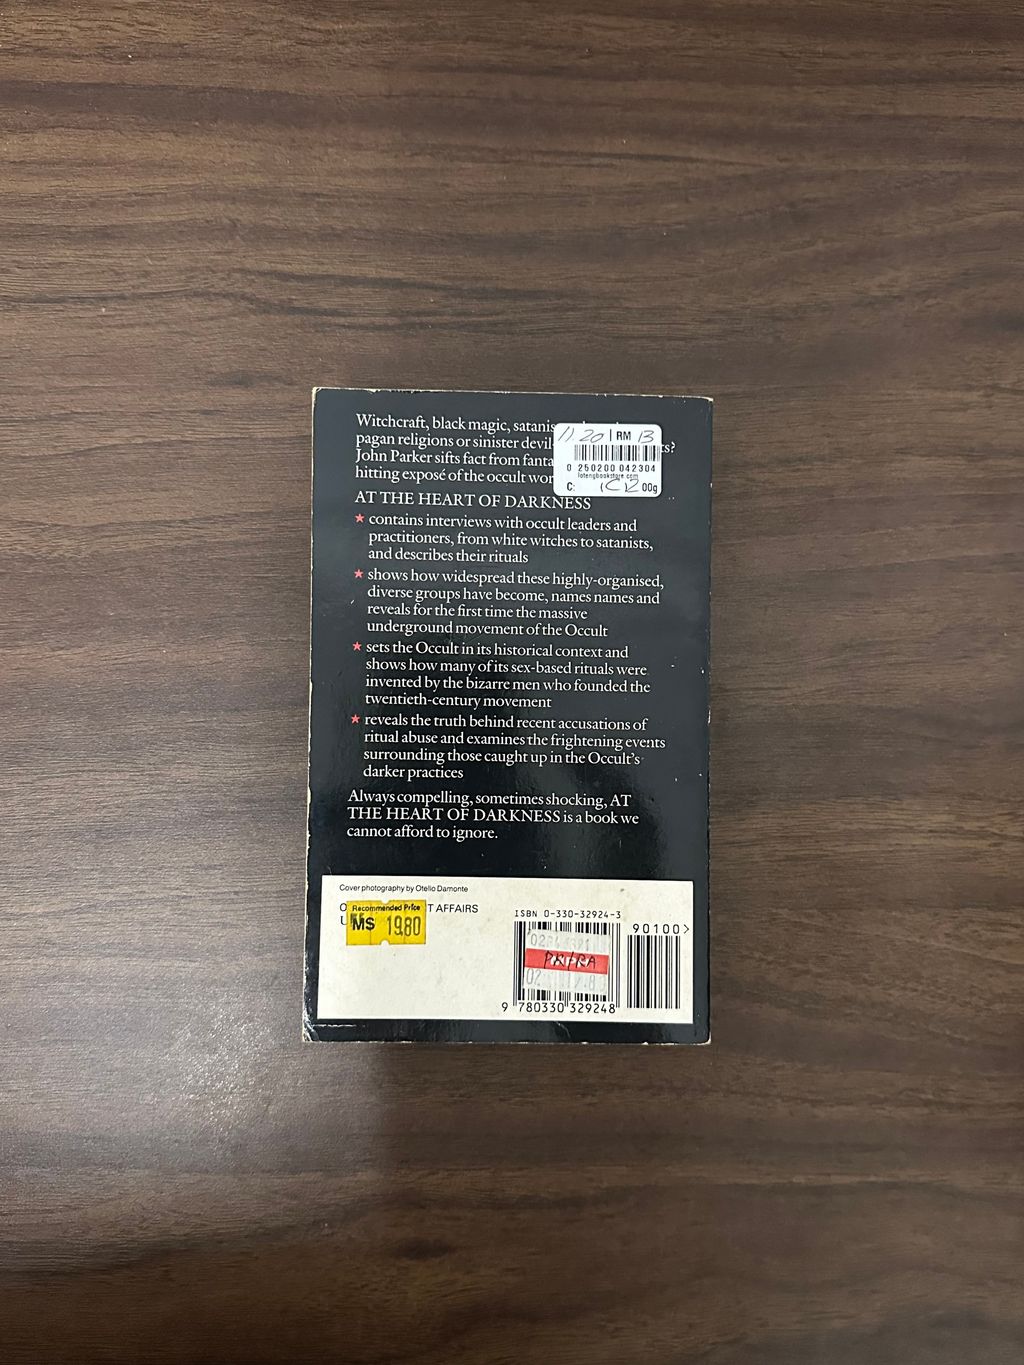 Witchcraft, black magic, satanis
pagan religions or sinister devil- ts?
John Parker sifts fact from fanta
hitting exposé of the occult wor
11.20 | RM 13
0 250200 042304
lotengbookstore.com
C: 00g
AT THE HEART OF DARKNESS
★ contains interviews with occult leaders and
practitioners, from white witches to satanists,
and describes their rituals
★ shows how widespread these highly-organised,
diverse groups have become, names names and
reveals for the first time the massive
underground movement of the Occult
★ sets the Occult in its historical context and
shows how many of its sex-based rituals were
invented by the bizarre men who founded the
twentieth-century movement
★ reveals the truth behind recent accusations of
ritual abuse and examines the frightening events
surrounding those caught up in the Occult's
darker practices
Always compelling, sometimes shocking, AT
THE HEART OF DARKNESS is a book we
cannot afford to ignore.
Cover photography by Otello Damonte
T AFFAIRS
Recommended Price
M$ 19.80
ISBN 0-330-32924-3
90100>
9 780330 329248